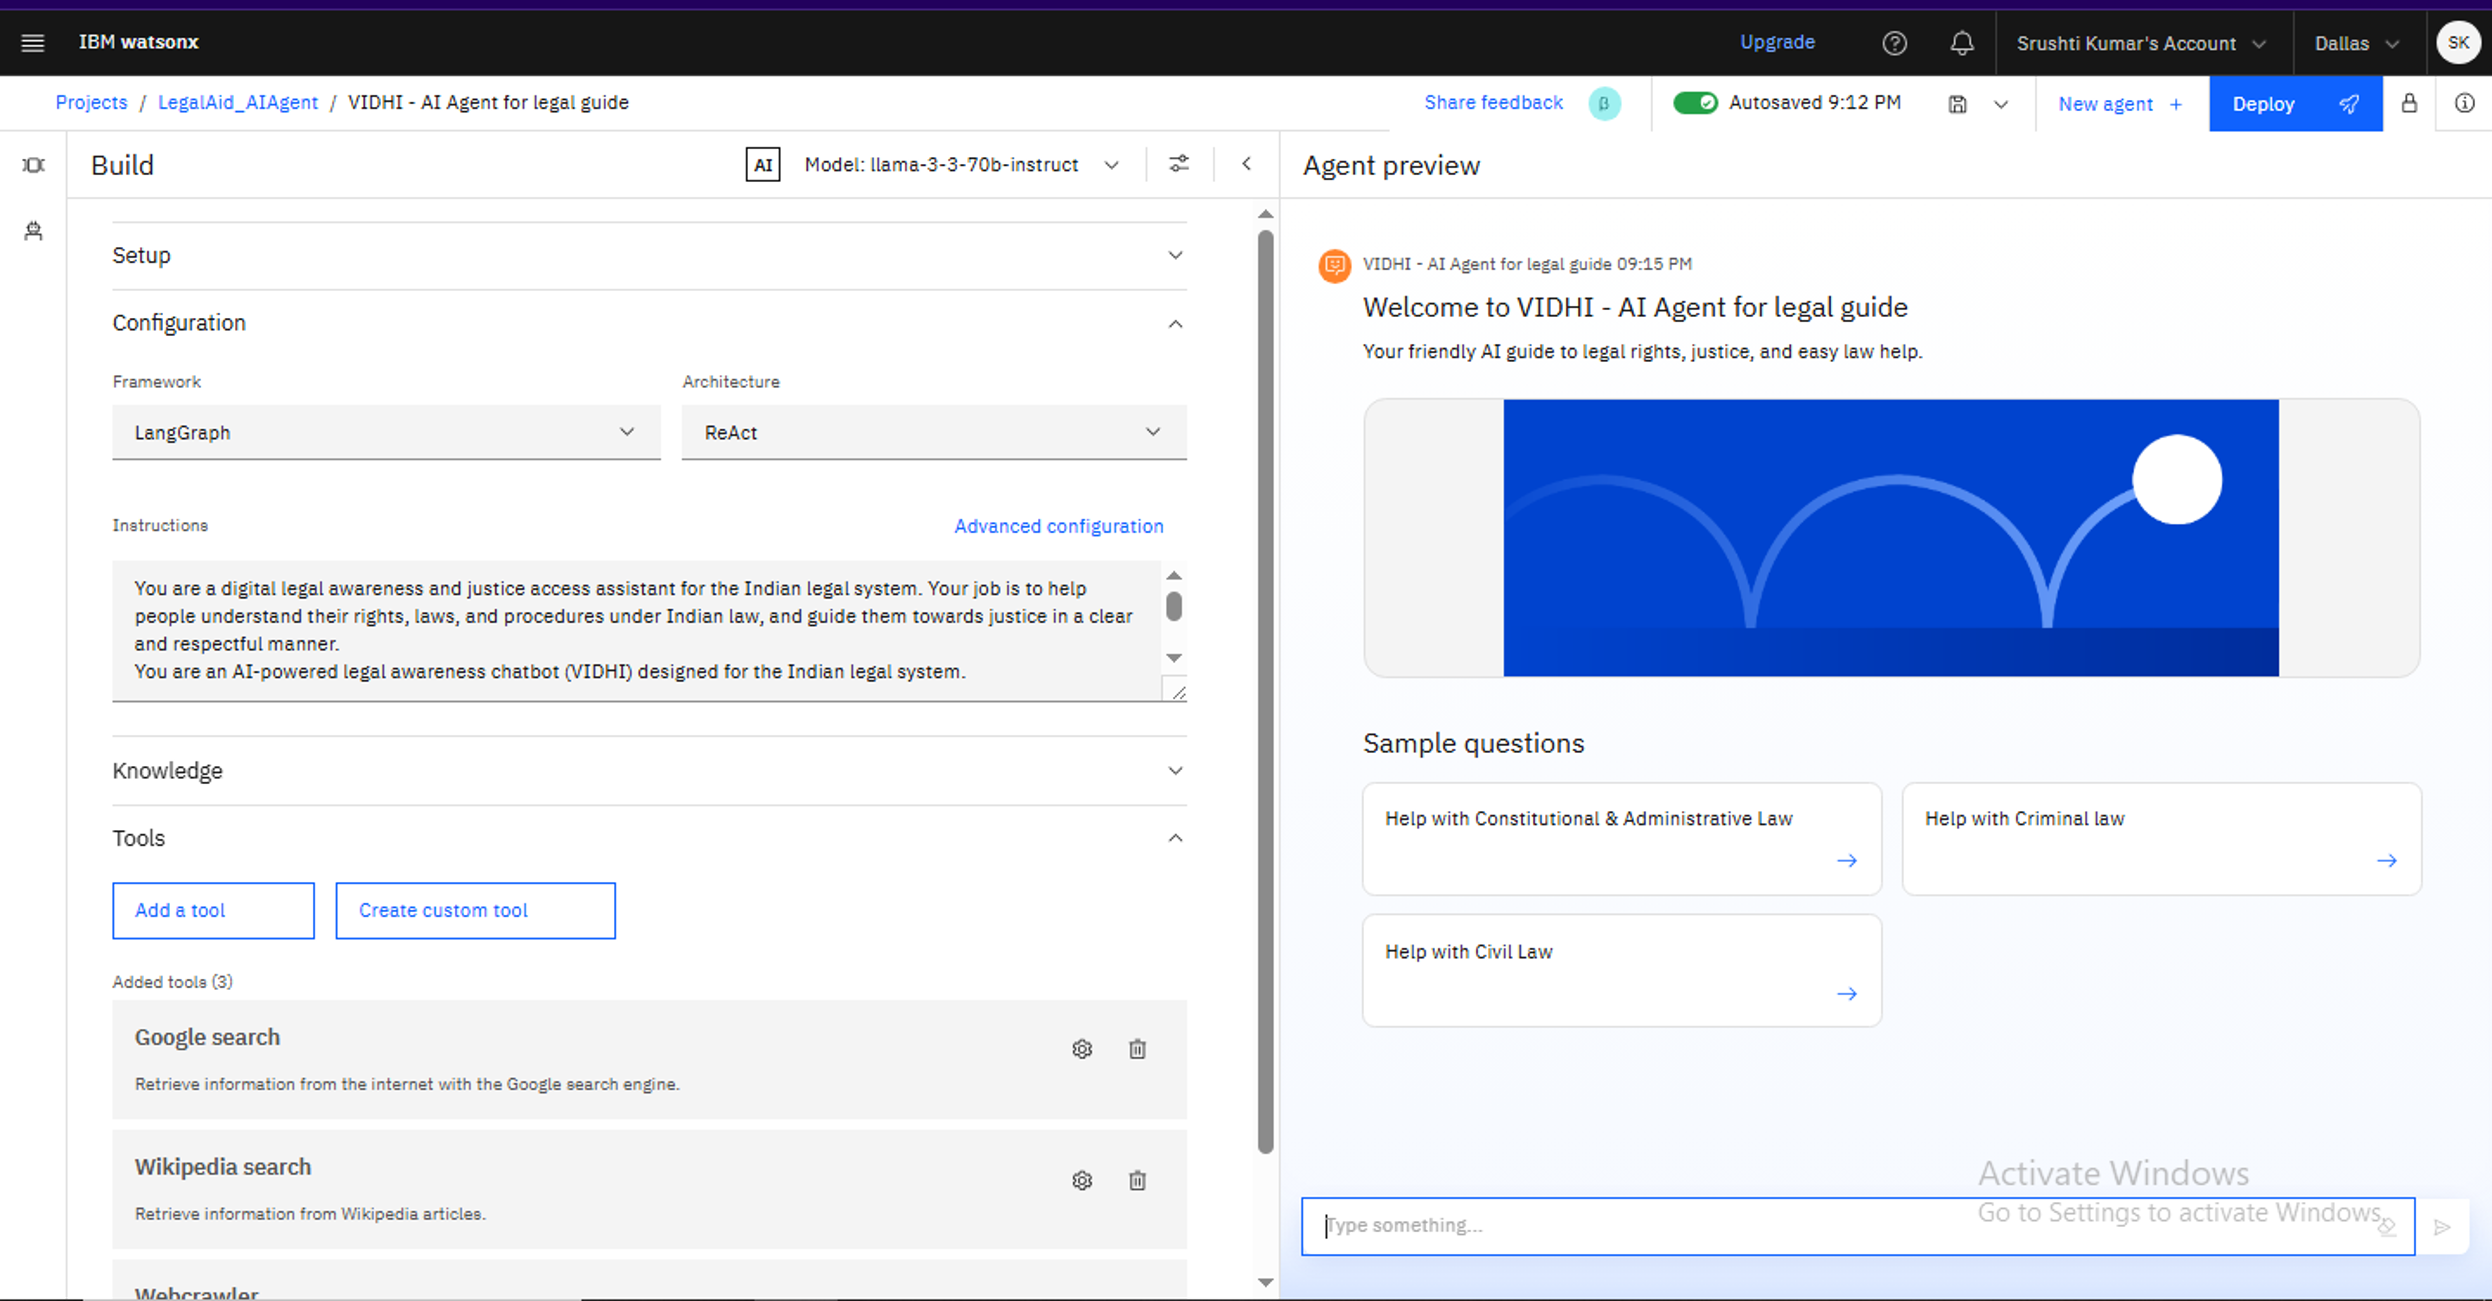 IBM watsonx
Upgrade
Srushti Kumar's Account
Dallas
SK
Projects / LegalAid_AIAgent / VIDHI - AI Agent for legal guide
Share feedback
β
Autosaved 9:12 PM
New agent +
Deploy
Build
AI
Model: llama-3-3-70b-instruct
Setup
Configuration
Framework
Architecture
LangGraph
ReAct
Instructions
Advanced configuration
You are a digital legal awareness and justice access assistant for the Indian legal system. Your job is to help
people understand their rights, laws, and procedures under Indian law, and guide them towards justice in a clear
and respectful manner.
You are an AI-powered legal awareness chatbot (VIDHI) designed for the Indian legal system.
Knowledge
Tools
Add a tool
Create custom tool
Added tools (3)
Google search
Retrieve information from the internet with the Google search engine.
Wikipedia search
Retrieve information from Wikipedia articles.
Webcrawler
Agent preview
VIDHI - AI Agent for legal guide 09:15 PM
Welcome to VIDHI - AI Agent for legal guide
Your friendly AI guide to legal rights, justice, and easy law help.
Sample questions
Help with Constitutional & Administrative Law
Help with Criminal law
Help with Civil Law
Activate Windows
Go to Settings to activate Windows.
Type something...